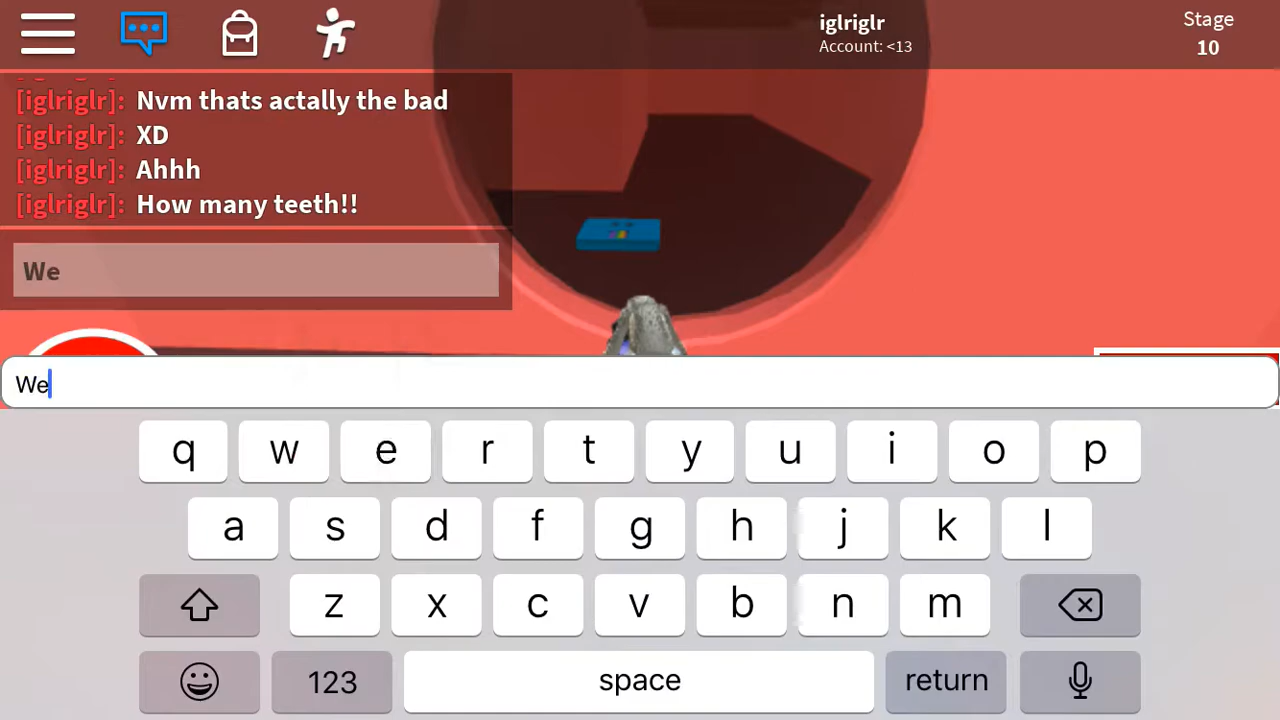 iglriglr
Account: <13
Stage
10
[iglriglr]: Nvm thats actally the bad
[iglriglr]: XD
[iglriglr]: Ahhh
[iglriglr]: How many teeth!!
We
We
q w e r t y u i o p
a s d f g h j k l
z x c v b n m
123 space return